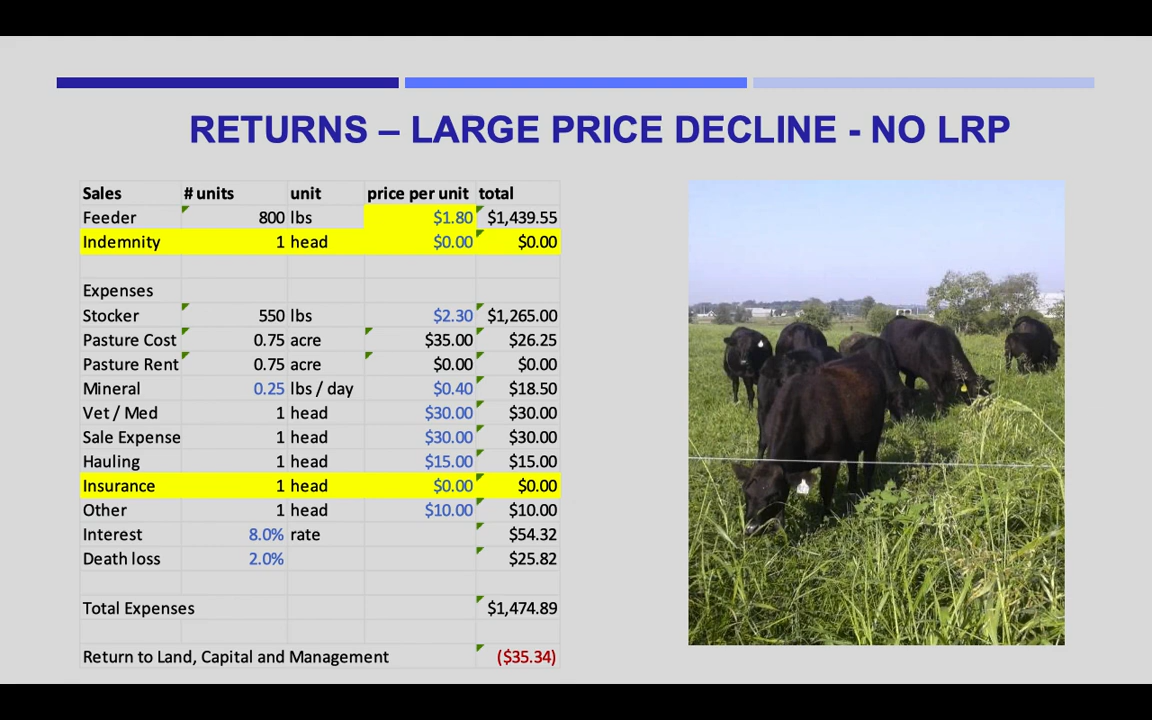 RETURNS – LARGE PRICE DECLINE - NO LRP
Sales # units unit price per unit total
Feeder 800 lbs $1.80 $1,439.55
Indemnity 1 head $0.00 $0.00
Expenses
Stocker 550 lbs $2.30 $1,265.00
Pasture Cost 0.75 acre $35.00 $26.25
Pasture Rent 0.75 acre $0.00 $0.00
Mineral 0.25 lbs / day $0.40 $18.50
Vet / Med 1 head $30.00 $30.00
Sale Expense 1 head $30.00 $30.00
Hauling 1 head $15.00 $15.00
Insurance 1 head $0.00 $0.00
Other 1 head $10.00 $10.00
Interest 8.0% rate $54.32
Death loss 2.0% $25.82
Total Expenses $1,474.89
Return to Land, Capital and Management ($35.34)